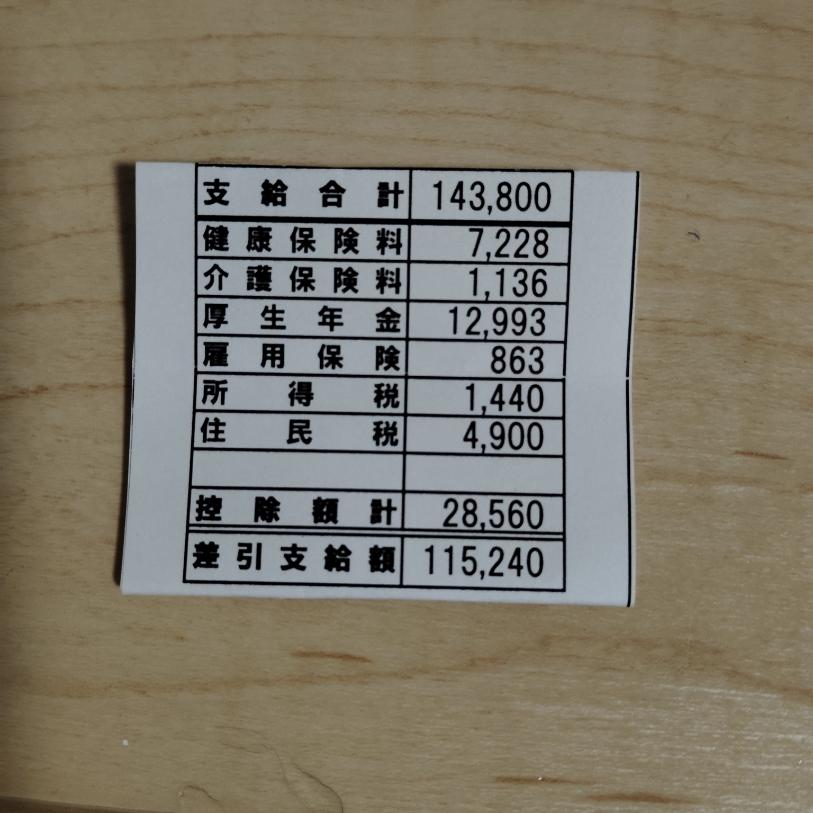 支給合計 143,800
健康保険料 7,228
介護保険料 1,136
厚生年金 12,993
雇用保険 863
所得税 1,440
住民税 4,900
控除額計 28,560
差引支給額 115,240